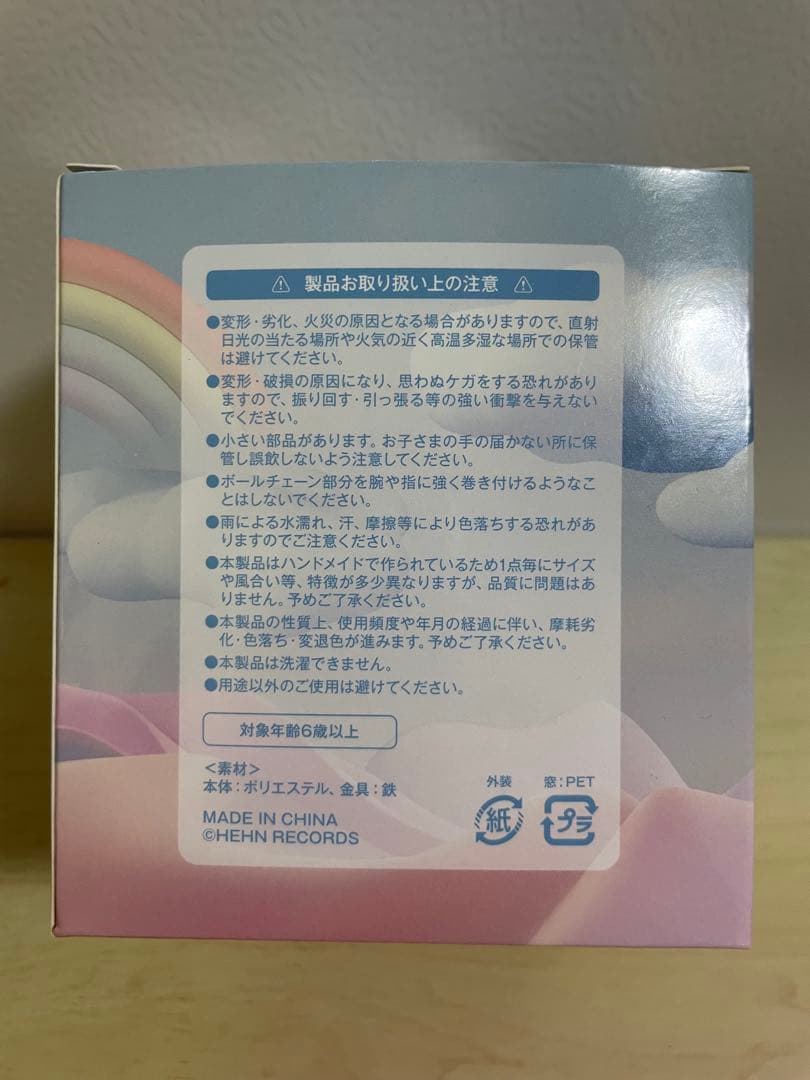 ⚠ 製品お取り扱い上の注意 ⚠
●変形・劣化、火災の原因となる場合がありますので、直射
日光の当たる場所や火気の近く高温多湿な場所での保管
は避けてください。
●変形・破損の原因になり、思わぬケガをする恐れがあり
ますので、振り回す・引っ張る等の強い衝撃を与えない
でください。
●小さい部品があります。お子さまの手の届かない所に保
管し誤飲しないよう注意してください。
●ボールチェーン部分を腕や指に強く巻き付けるようなこ
とはしないでください。
●雨による水濡れ、汗、摩擦等により色落ちする恐れがあ
りますのでご注意ください。
●本製品はハンドメイドで作られているため1点毎にサイズ
や風合い等、特徴が多少異なりますが、品質に問題はあ
りません。予めご了承ください。
●本製品の性質上、使用頻度や年月の経過に伴い、摩耗劣
化・色落ち・変退色が進みます。予めご了承ください。
●本製品は洗濯できません。
●用途以外のご使用は避けてください。
対象年齢6歳以上
＜素材＞
本体：ポリエステル、金具：鉄
MADE IN CHINA
©HEHN RECORDS
外装
紙
窓：PET
プラ